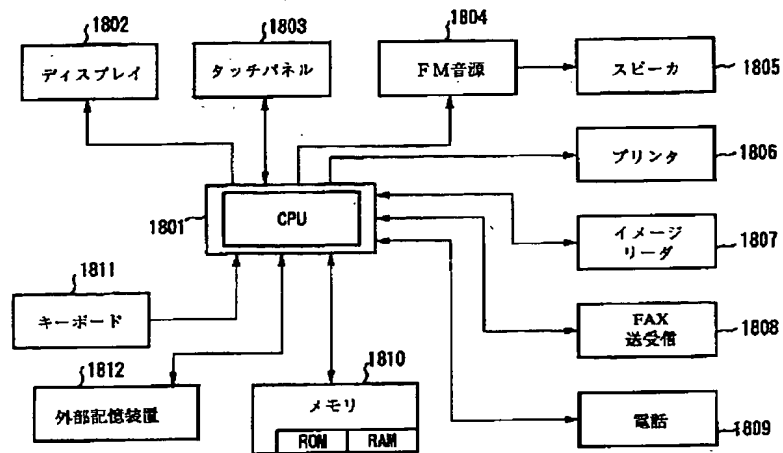 1802
ディスプレイ
1803
タッチパネル
1804
FM音源
スピーカ
1805
プリンタ
1806
1801
CPU
イメージ
リーダ
1807
1811
キーボード
FAX
送受信
1808
1812
外部記憶装置
1810
メモリ
ROM
RAM
電話
1809